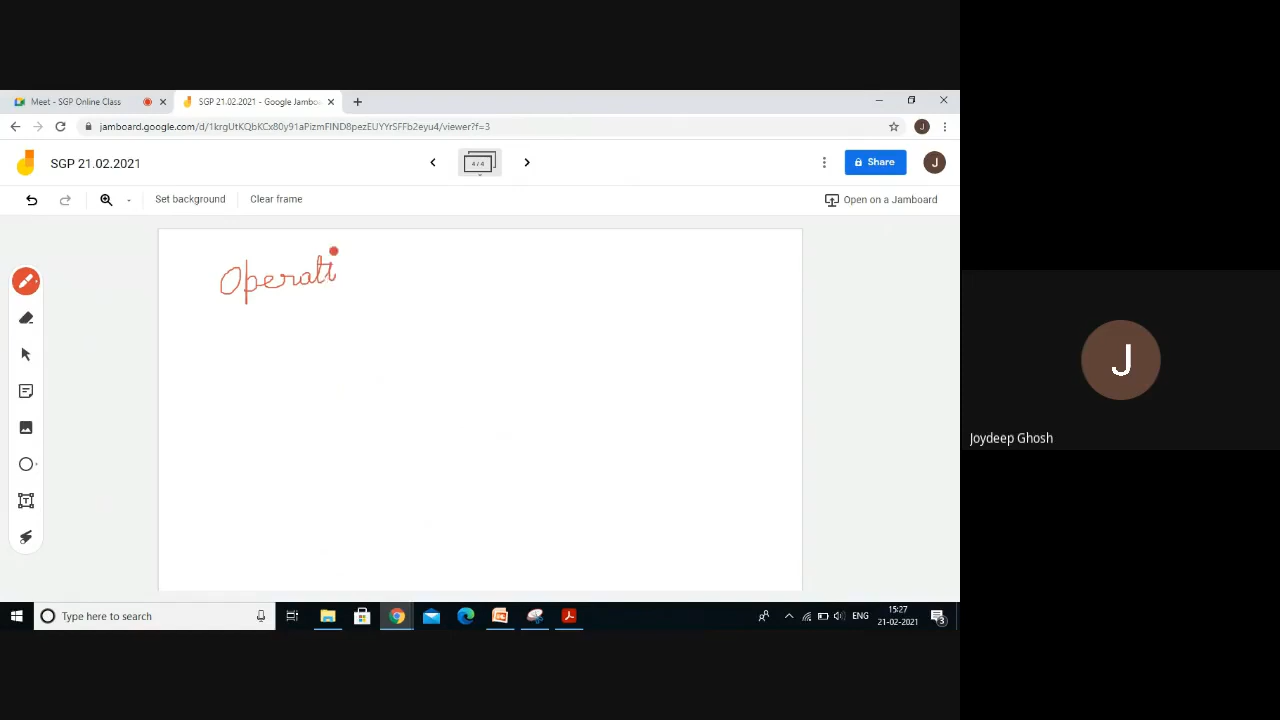 Meet - SGP Online Class
SGP 21.02.2021 - Google Jambo
jamboard.google.com/d/1krgUtKQbKCx80y91aPizmFIND8pezEUYYrSFFb2eyu4/viewer?f=3
J
SGP 21.02.2021
4 / 4
Share
J
Set background
Clear frame
Open on a Jamboard
Operati
T
J
Joydeep Ghosh
Type here to search
ENG
15:27
21-02-2021
3